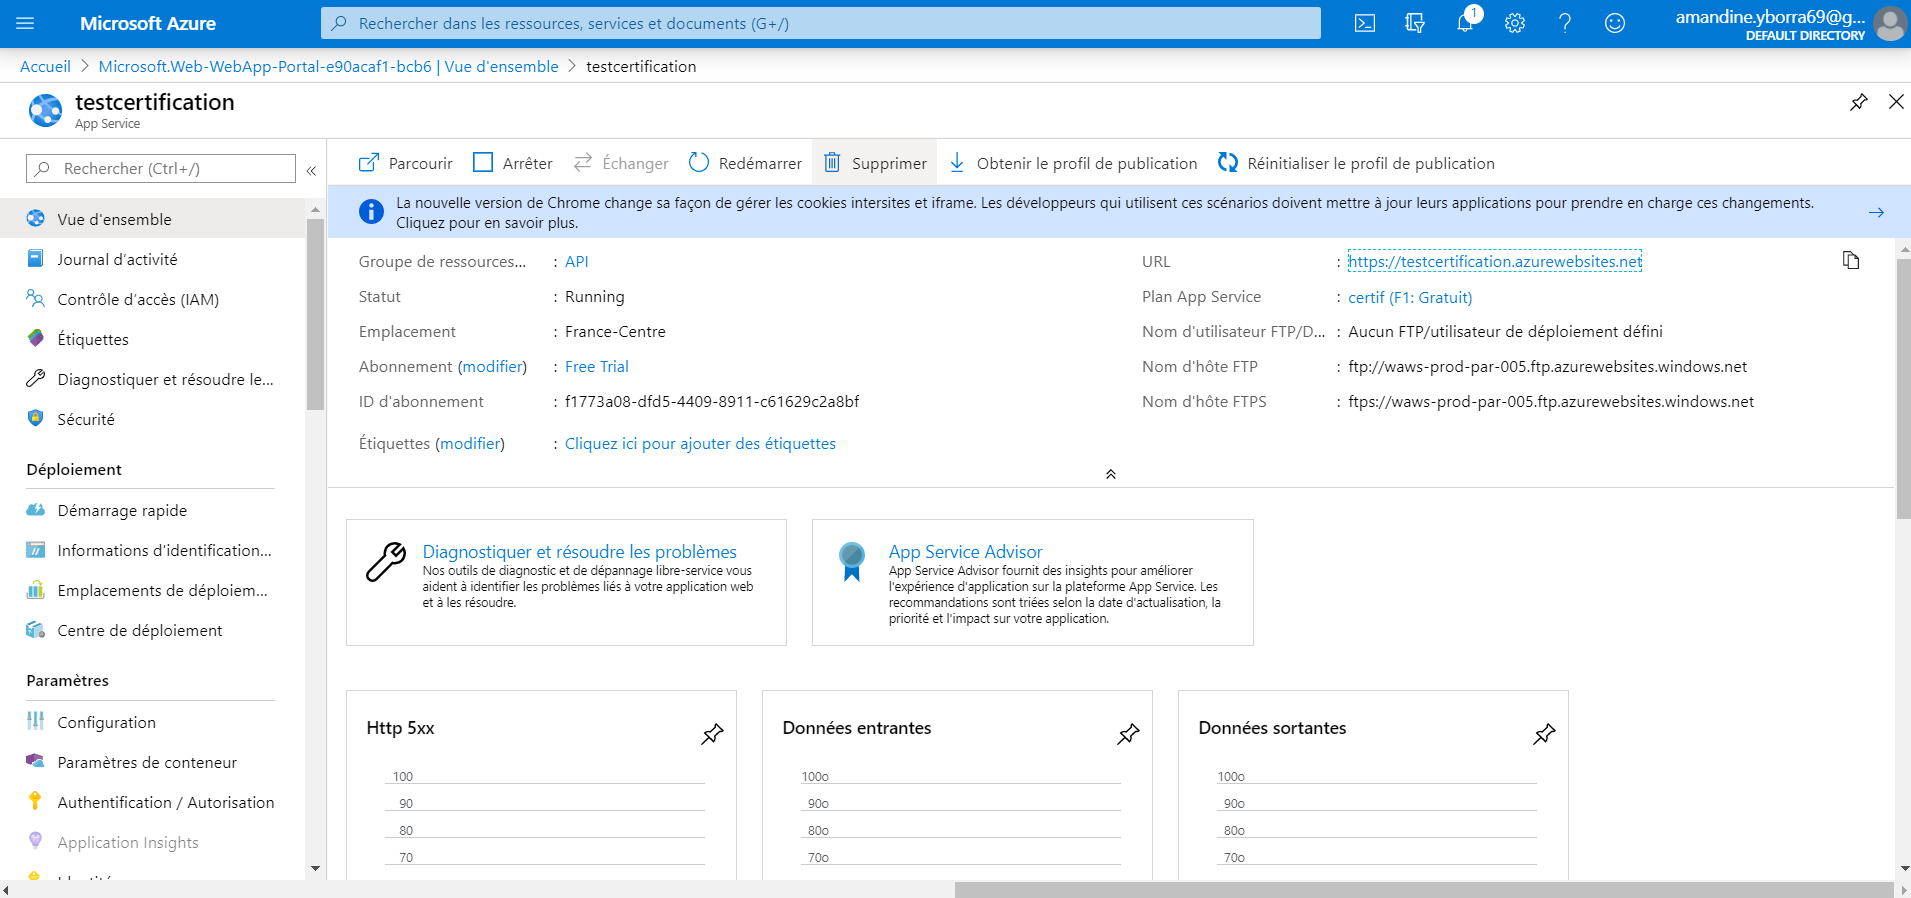 Microsoft Azure
Rechercher dans les ressources, services et documents (G+/)
1
amandine.yborra69@g...
DEFAULT DIRECTORY
Accueil > Microsoft.Web-WebApp-Portal-e90acaf1-bcb6 | Vue d'ensemble > testcertification
testcertification
App Service
Rechercher (Ctrl+/)
«
Vue d'ensemble
Journal d'activité
Contrôle d'accès (IAM)
Étiquettes
Diagnostiquer et résoudre le...
Sécurité
Déploiement
Démarrage rapide
Informations d'identification...
Emplacements de déploiem...
Centre de déploiement
Paramètres
Configuration
Paramètres de conteneur
Authentification / Autorisation
Application Insights
Parcourir
Arrêter
Échanger
Redémarrer
Supprimer
Obtenir le profil de publication
Réinitialiser le profil de publication
La nouvelle version de Chrome change sa façon de gérer les cookies intersites et iframe. Les développeurs qui utilisent ces scénarios doivent mettre à jour leurs applications pour prendre en charge ces changements.
Cliquez pour en savoir plus.
Groupe de ressources... : API
Statut : Running
Emplacement : France-Centre
Abonnement (modifier) : Free Trial
ID d'abonnement : f1773a08-dfd5-4409-8911-c61629c2a8bf
Étiquettes (modifier) : Cliquez ici pour ajouter des étiquettes
URL : https://testcertification.azurewebsites.net
Plan App Service : certif (F1: Gratuit)
Nom d'utilisateur FTP/D... : Aucun FTP/utilisateur de déploiement défini
Nom d'hôte FTP : ftp://waws-prod-par-005.ftp.azurewebsites.windows.net
Nom d'hôte FTPS : ftps://waws-prod-par-005.ftp.azurewebsites.windows.net
Diagnostiquer et résoudre les problèmes
Nos outils de diagnostic et de dépannage libre-service vous
aident à identifier les problèmes liés à votre application web
et à les résoudre.
App Service Advisor
App Service Advisor fournit des insights pour améliorer
l'expérience d'application sur la plateforme App Service. Les
recommandations sont triées selon la date d'actualisation, la
priorité et l'impact sur votre application.
Http 5xx
100
90
80
70
Données entrantes
100o
90o
80o
70o
Données sortantes
100o
90o
80o
70o